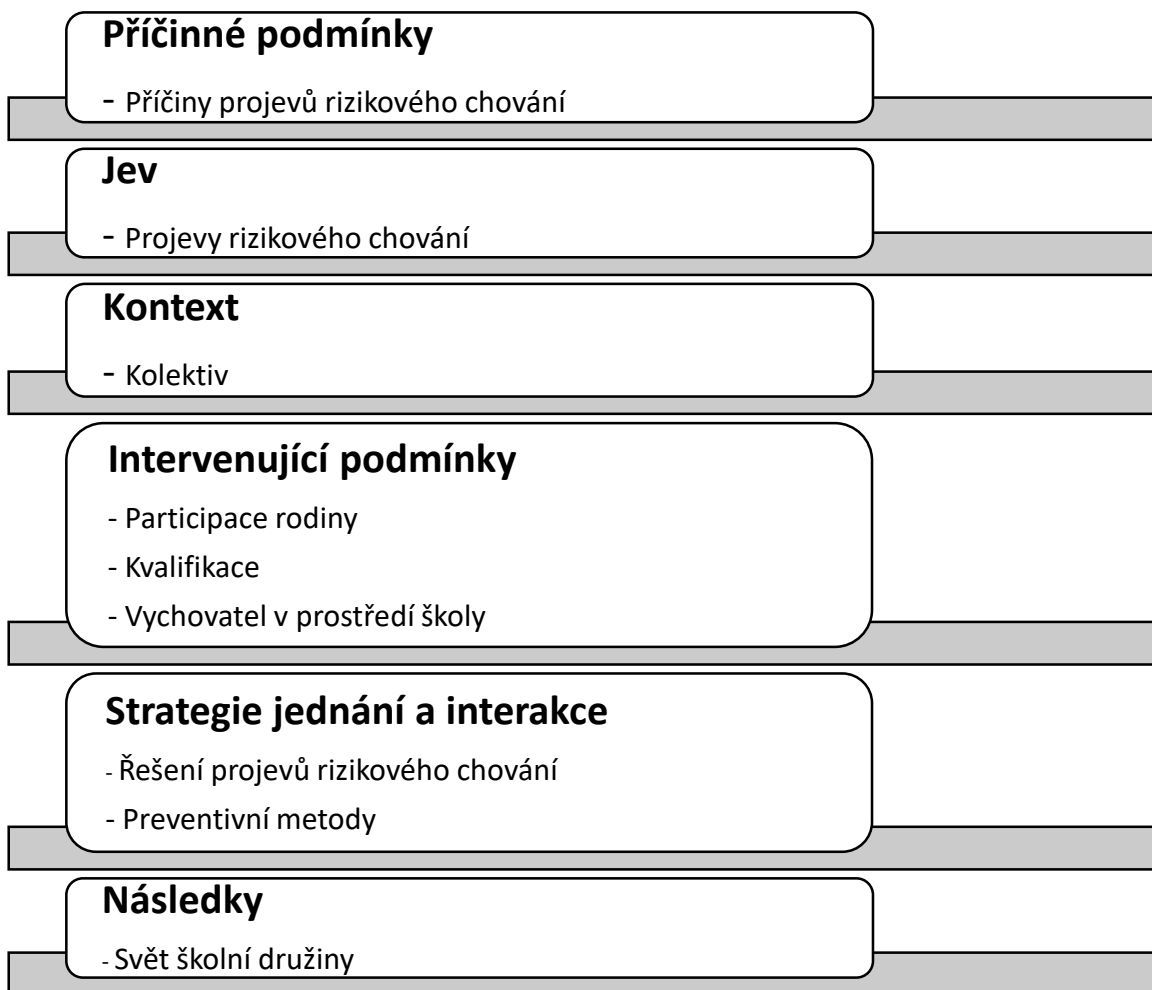 Příčinné podmínky
- Příčiny projevů rizikového chování
Jev
- Projevy rizikového chování
Kontext
- Kolektiv
Intervenující podmínky
- Participace rodiny
- Kvalifikace
- Vychovatel v prostředí školy
Strategie jednání a interakce
- Řešení projevů rizikového chování
- Preventivní metody
Následky
- Svět školní družiny